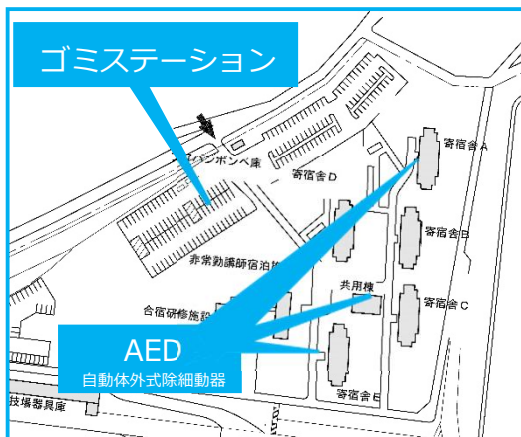 ゴミステーション
プロパンボンベ庫
寄宿舎A
寄宿舎D
寄宿舎B
非常勤講師宿泊施
共用棟
寄宿舎C
合宿研修施設
AED
自動体外式除細動器
寄宿舎E
技場器具庫